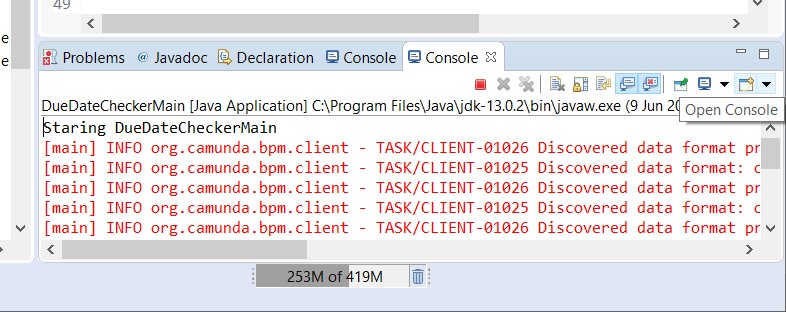 49
e
e
Problems @ Javadoc Declaration Console Console
DueDateCheckerMain [Java Application] C:\Program Files\Java\jdk-13.0.2\bin\javaw.exe (9 Jun 20
Open Console
Staring DueDateCheckerMain
[main] INFO org.camunda.bpm.client - TASK/CLIENT-01026 Discovered data format pr
[main] INFO org.camunda.bpm.client - TASK/CLIENT-01025 Discovered data format: c
[main] INFO org.camunda.bpm.client - TASK/CLIENT-01026 Discovered data format pr
[main] INFO org.camunda.bpm.client - TASK/CLIENT-01025 Discovered data format: c
[main] INFO org.camunda.bpm.client - TASK/CLIENT-01026 Discovered data format pr
253M of 419M